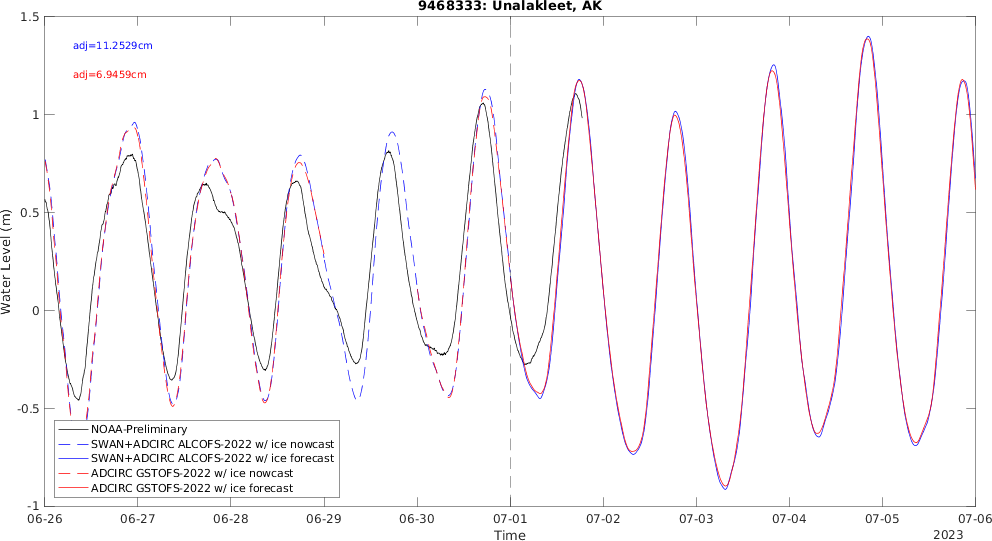 9468333: Unalakleet, AK
adj=11.2529cm
adj=6.9459cm
1.5
1
0.5
0
-0.5
-1
Water Level (m)
NOAA-Preliminary
SWAN+ADCIRC ALCOFS-2022 w/ ice nowcast
SWAN+ADCIRC ALCOFS-2022 w/ ice forecast
ADCIRC GSTOFS-2022 w/ ice nowcast
ADCIRC GSTOFS-2022 w/ ice forecast
06-26 06-27 06-28 06-29 06-30 07-01 07-02 07-03 07-04 07-05 07-06
Time
2023